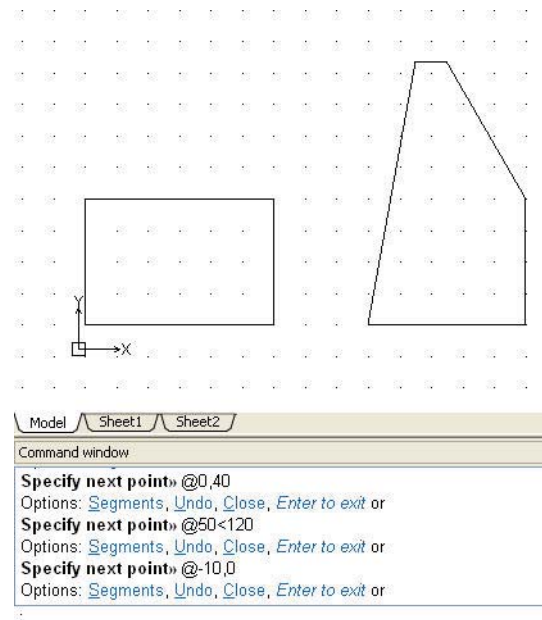 Y
X
Model Sheet1 Sheet2
Command window
Specify next point» @0,40
Options: Segments, Undo, Close, Enter to exit or
Specify next point» @50<120
Options: Segments, Undo, Close, Enter to exit or
Specify next point» @-10,0
Options: Segments, Undo, Close, Enter to exit or